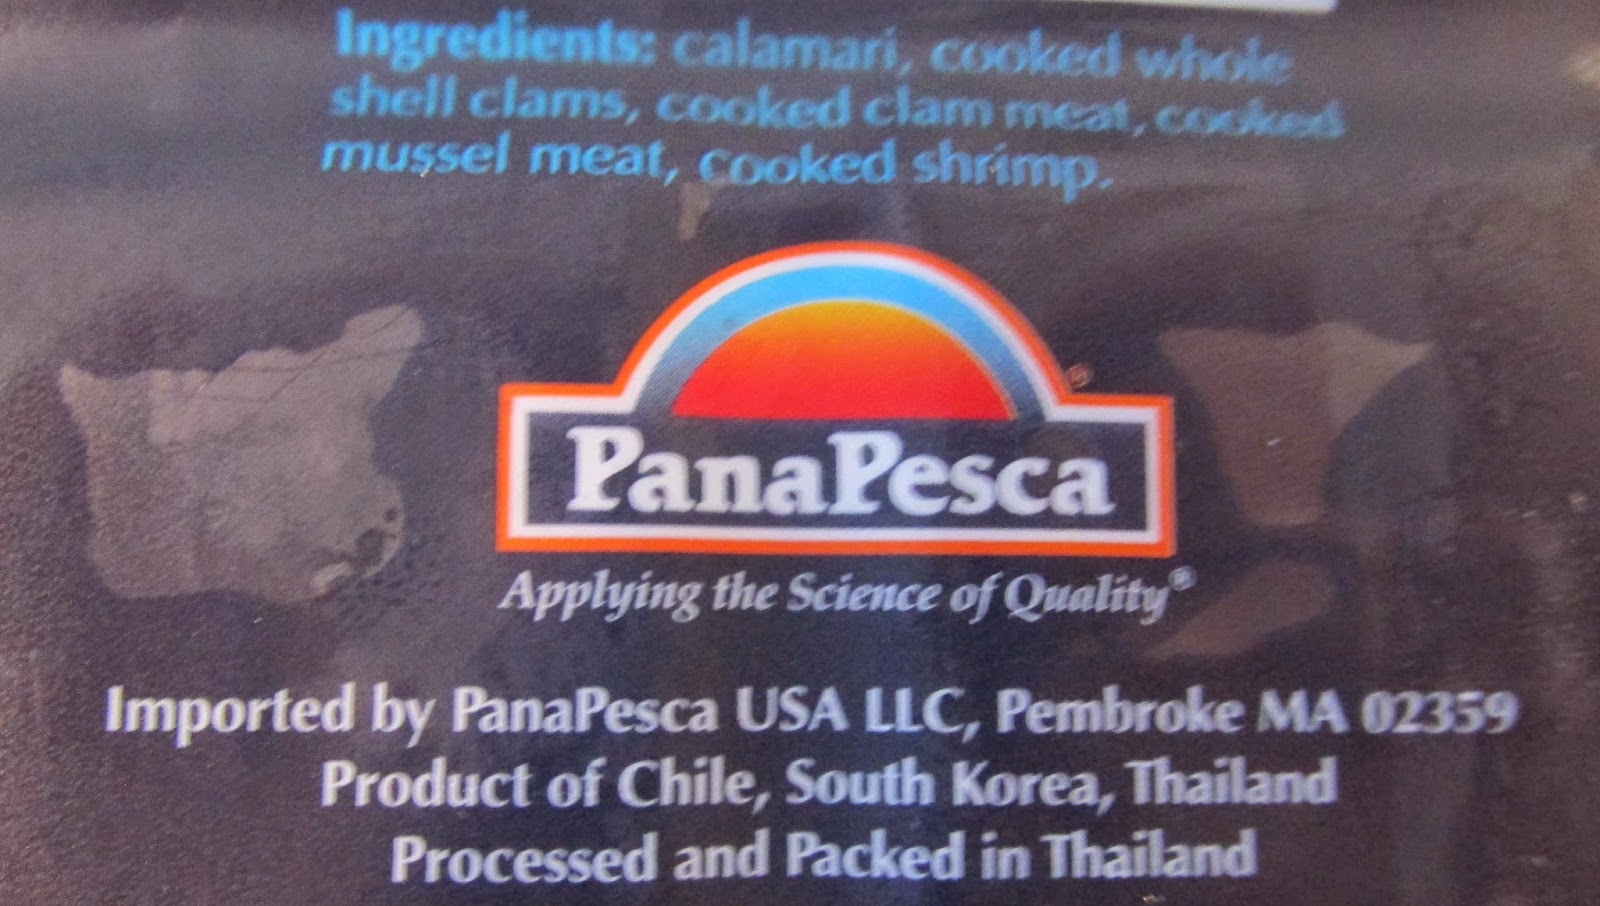 Ingredients: calamari, cooked whole
shell clams, cooked clam meat, cooked
mussel meat, cooked shrimp.
®
PanaPesca
Applying the Science of Quality®
Imported by PanaPesca USA LLC, Pembroke MA 02359
Product of Chile, South Korea, Thailand
Processed and Packed in Thailand